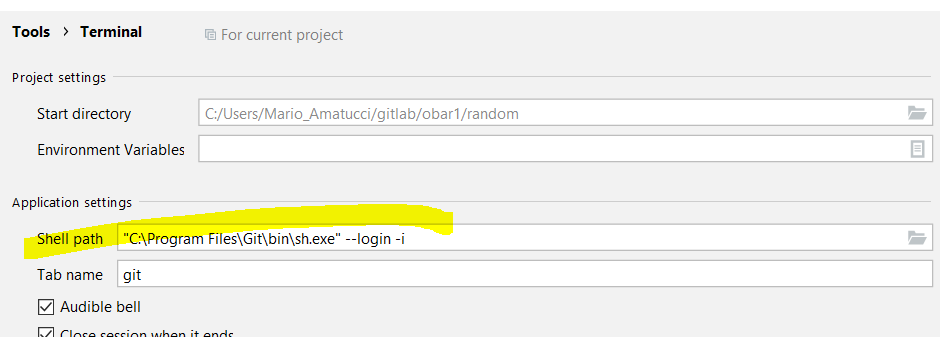 Tools > Terminal For current project
Project settings
Start directory C:/Users/Mario_Amatucci/gitlab/obar1/random
Environment Variables
Application settings
Shell path "C:\Program Files\Git\bin\sh.exe" --login -i
Tab name git
Audible bell
Close session when it ends